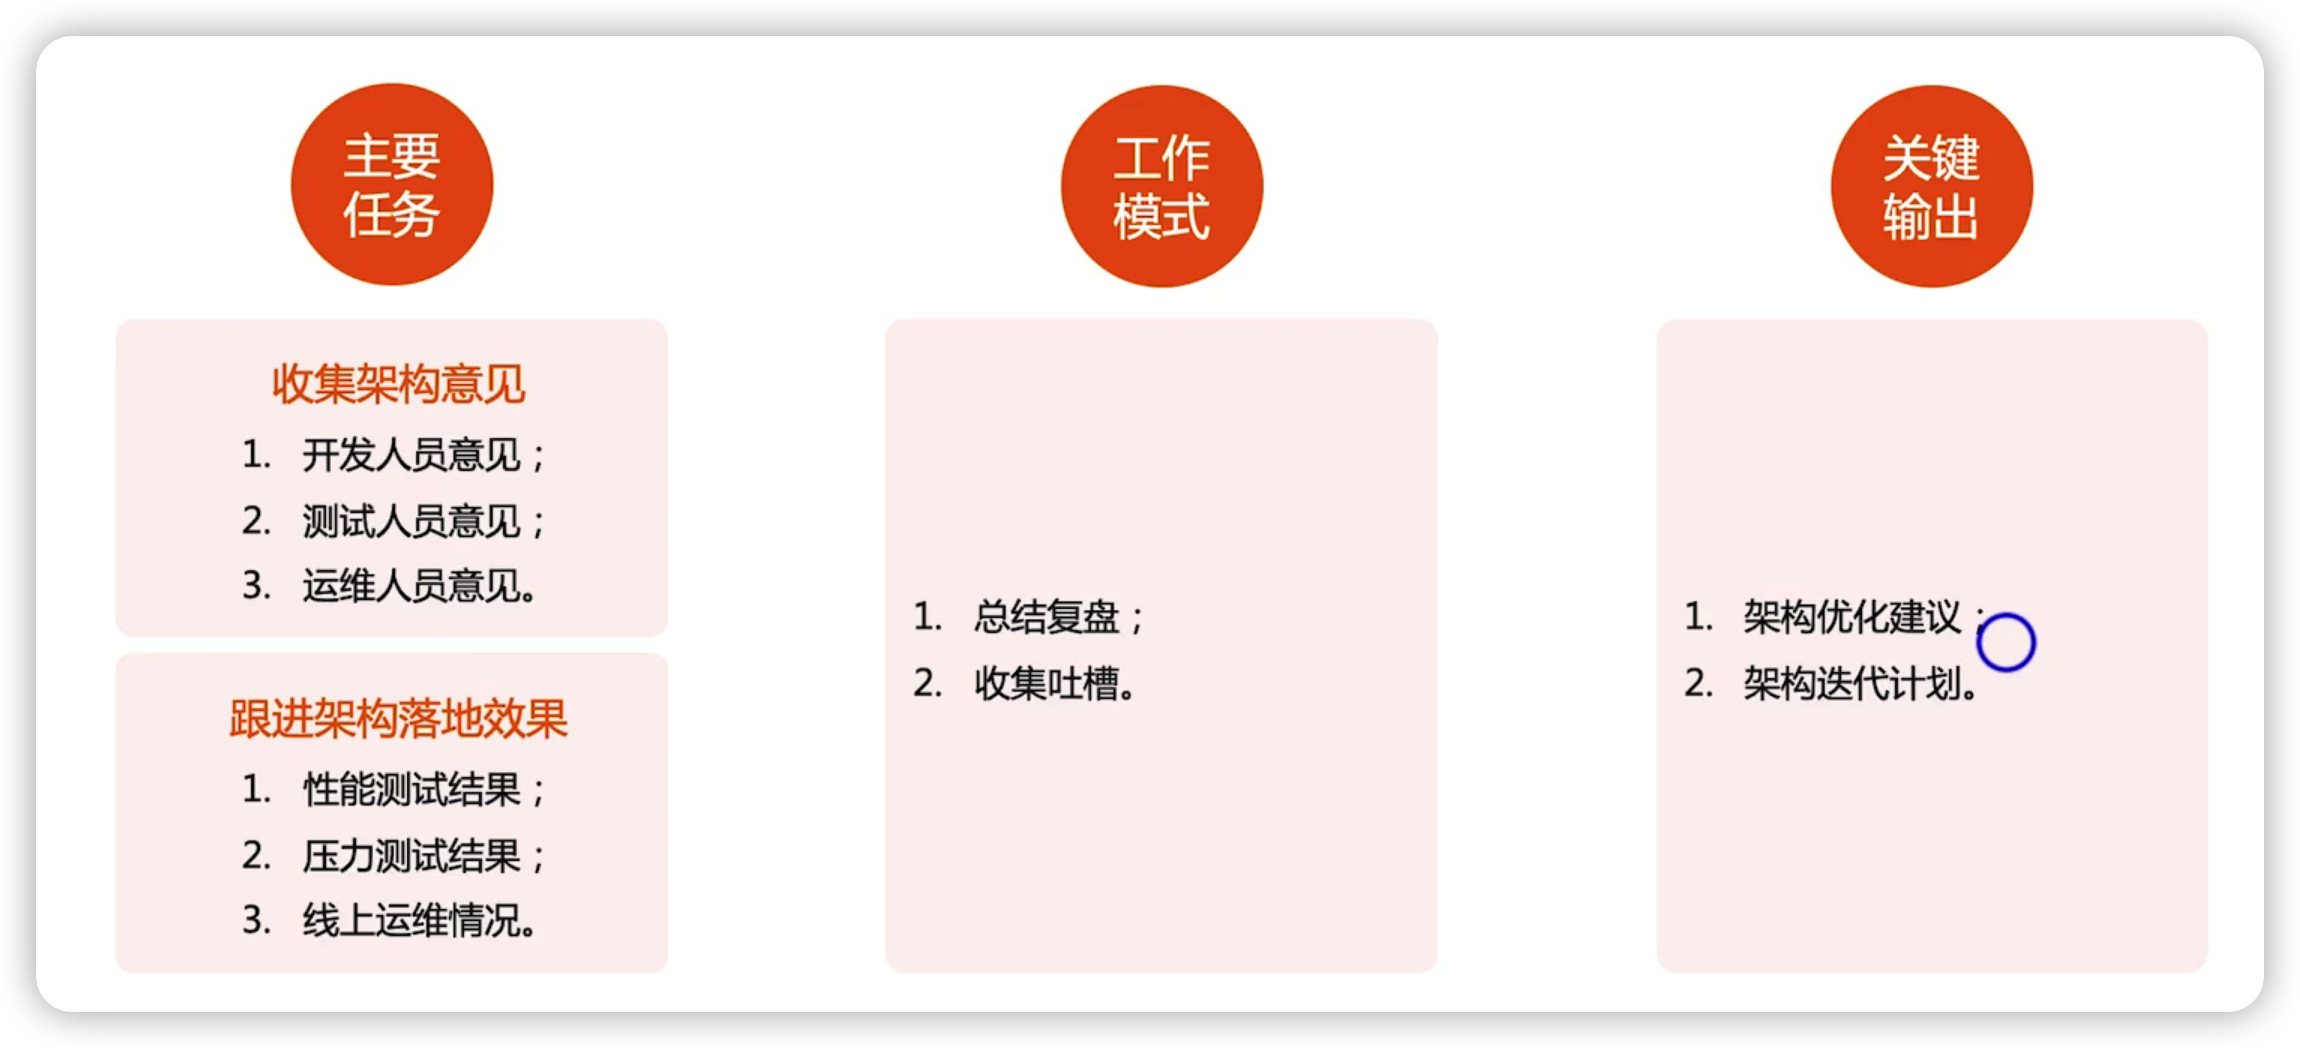 主要
任务
收集架构意见
1. 开发人员意见；
2. 测试人员意见；
3. 运维人员意见。
跟进架构落地效果
1. 性能测试结果；
2. 压力测试结果；
3. 线上运维情况。
工作
模式
1. 总结复盘；
2. 收集吐槽。
关键
输出
1. 架构优化建议；
2. 架构迭代计划。